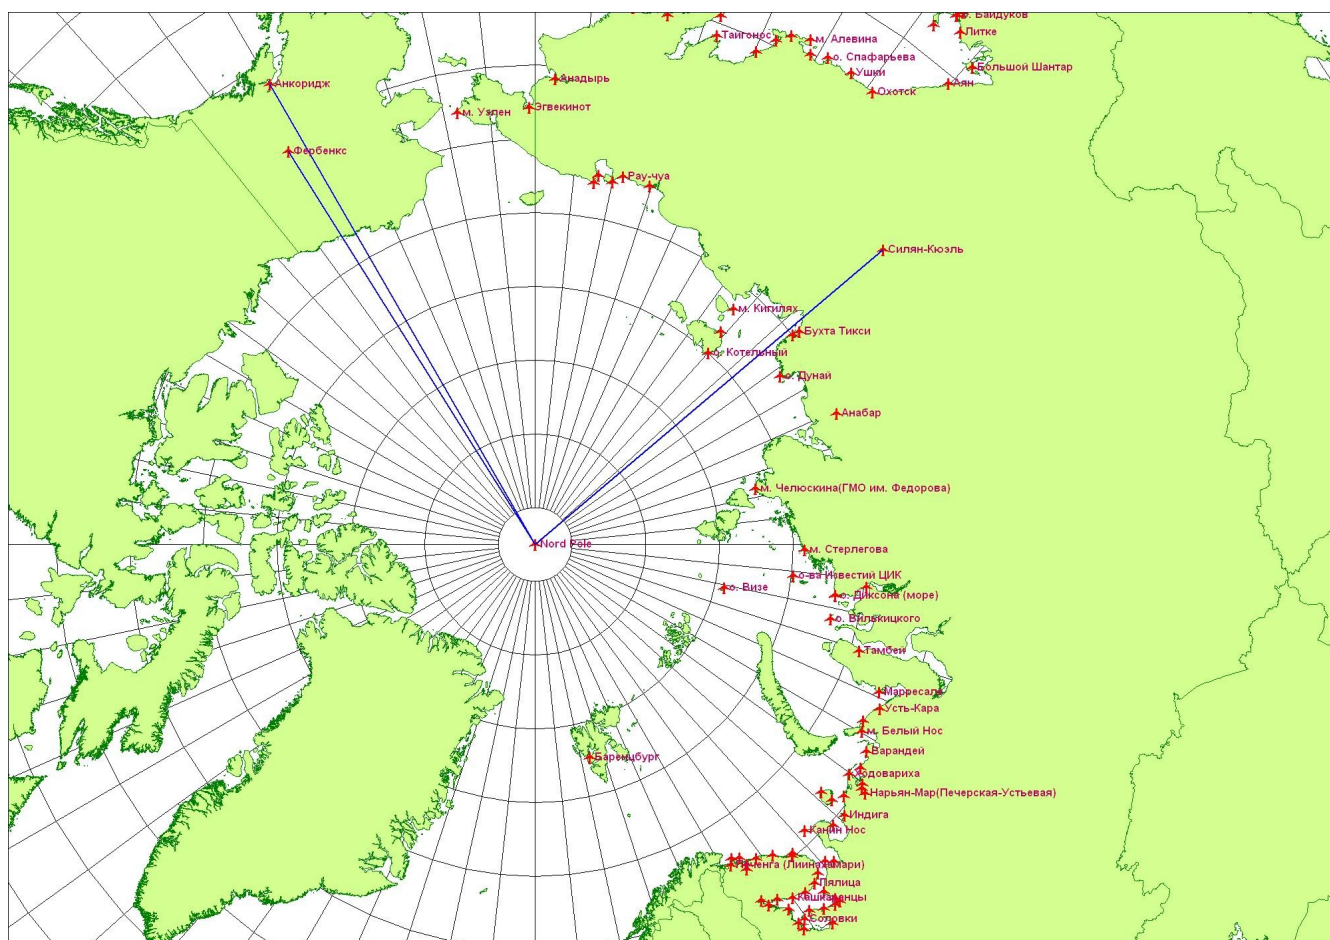 о. Байдуков
Литке
Тайгонос
м. Алевина
о. Спафарьева
Ушки
Большой Шантар
Аян
Охотск
Анкоридж
Анадырь
Эгвекинот
м. Уэлен
Фербенкс
Рау-чуа
Силян-Кюэль
м. Кигилях
Бухта Тикси
о. Котельный
о. Дунай
Анабар
м. Челюскина(ГМО им. Федорова)
Nord Pole
м. Стерлегова
о-ва Известий ЦИК
о. Визе
о. Диксона (море)
о. Вилькицкого
Тамбей
Марресаля
Усть-Кара
м. Белый Нос
Варандей
Баренцбург
Ходовариха
Нарьян-Мар(Печерская-Устьевая)
Индига
Канин Нос
Печенга (Лиинахамари)
Пялица
Кашкаранцы
Соловки